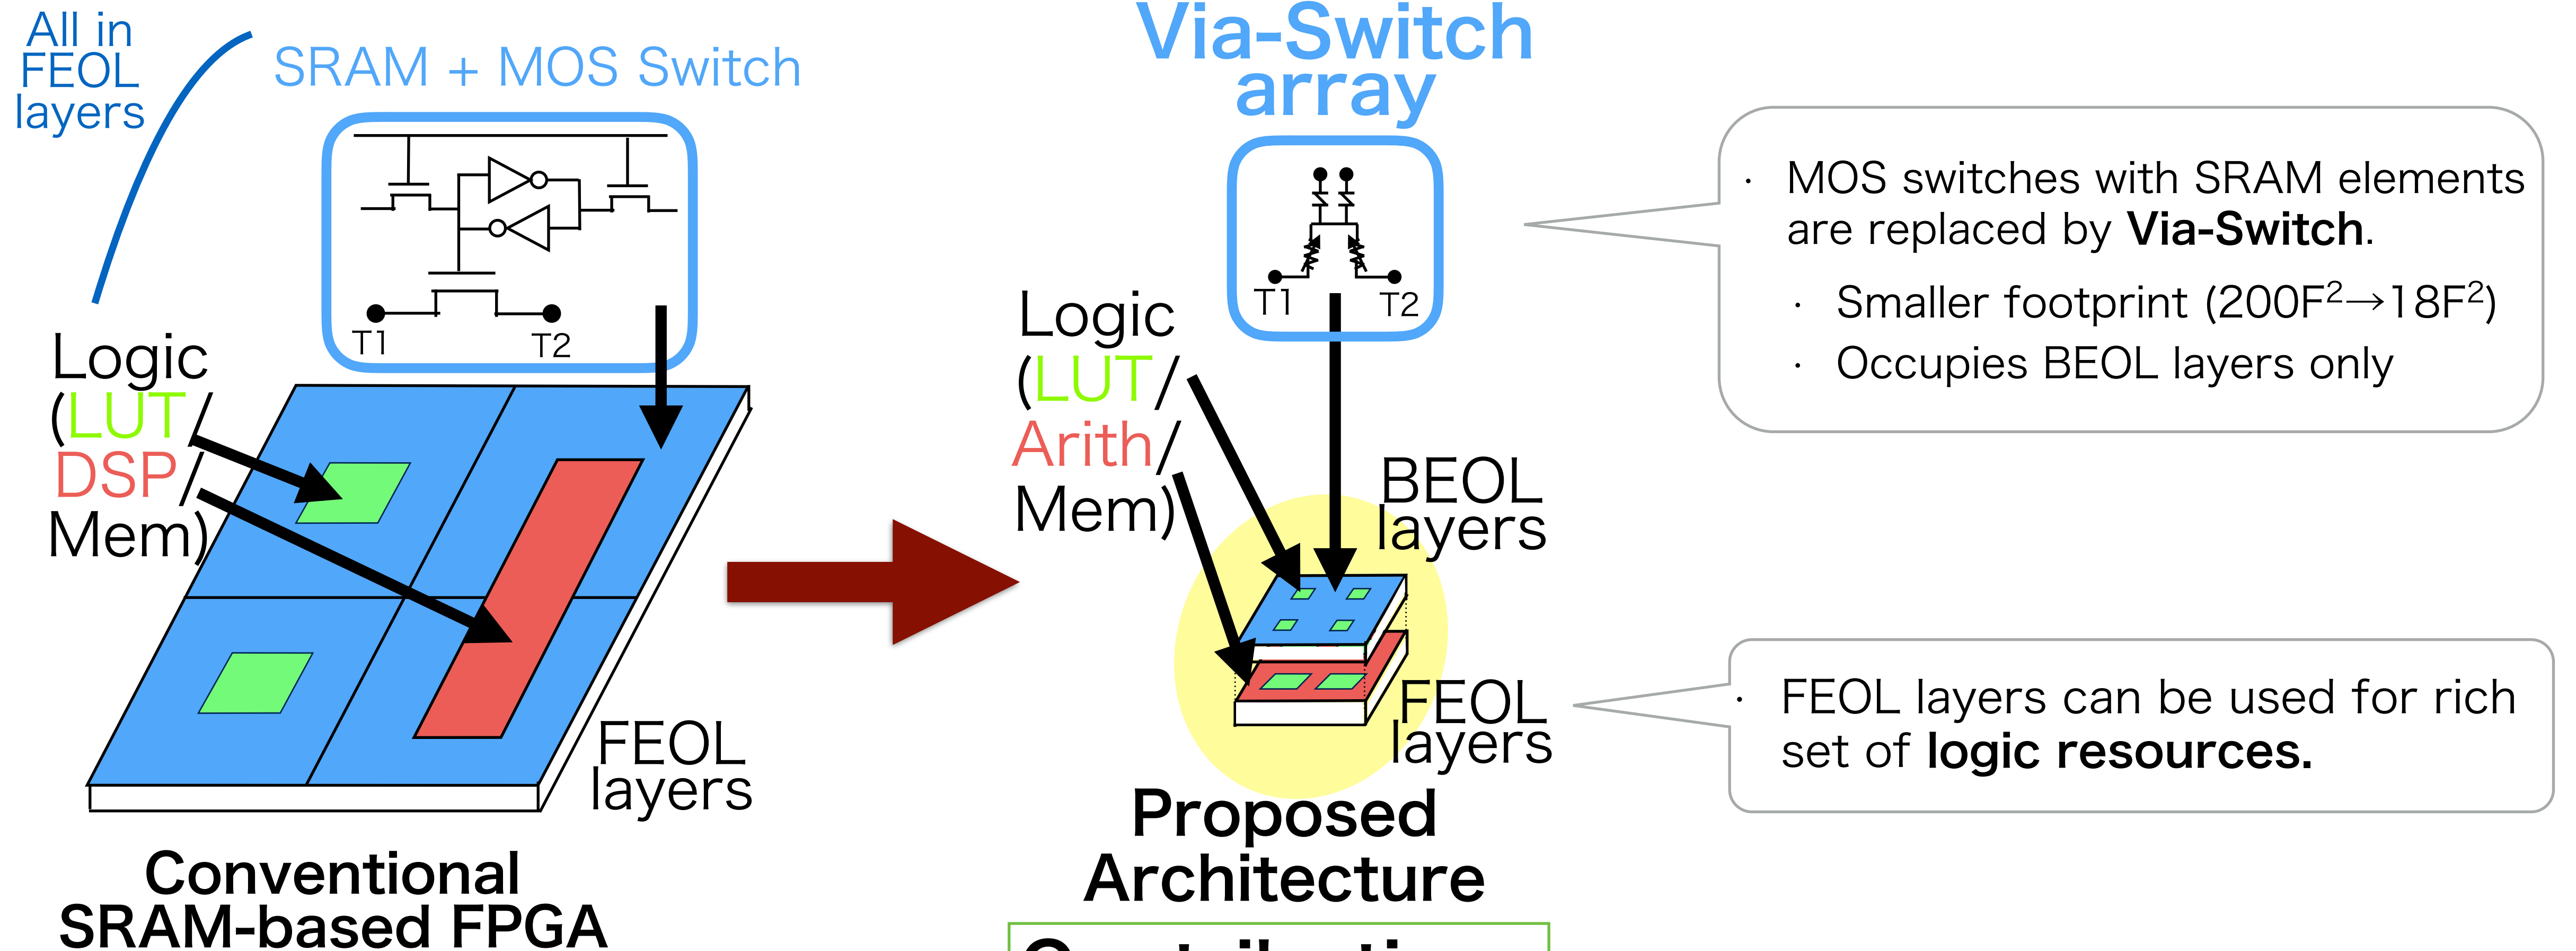 All in
FEOL
layers
SRAM + MOS Switch
T1
T2
Logic
(LUT/
DSP/
Mem)
FEOL
layers
Conventional
SRAM-based FPGA
Via-Switch
array
T1
T2
Logic
(LUT/
Arith/
Mem)
BEOL
layers
FEOL
layers
Proposed
Architecture
· MOS switches with SRAM elements
are replaced by Via-Switch.
· Smaller footprint (200F²→18F²)
· Occupies BEOL layers only
· FEOL layers can be used for rich
set of logic resources.